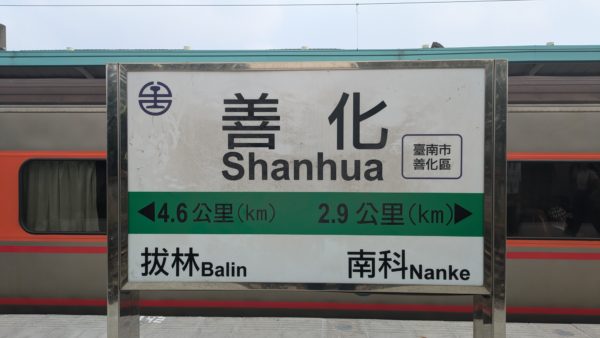 善化
Shanhua
臺南市
善化區
◀4.6公里(km) 2.9公里(km)▶
拔林Balin 南科Nanke